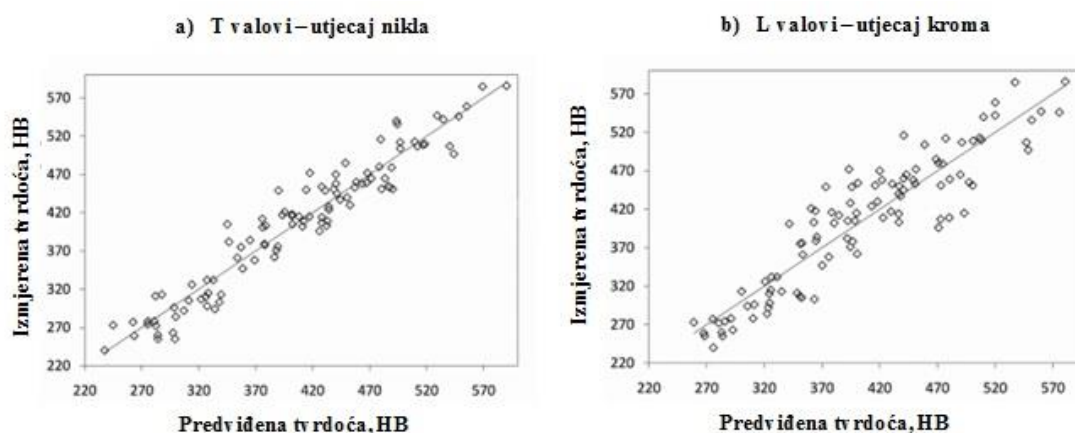 a) T valovi–utjecaj nikla
Izmjerena tvrdoća, HB
570
520
470
420
370
320
270
220
220 270 320 370 420 470 520 570
Predviđena tvrdoća, HB
b) L valovi–utjecaj kroma
Izmjerena tvrdoća, HB
570
520
470
420
370
320
270
220
220 270 320 370 420 470 520 570
Predviđena tvrdoća, HB